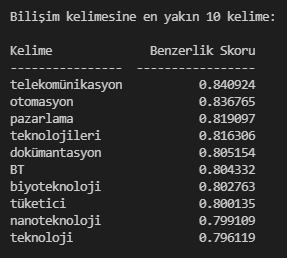 Bilişim kelimesine en yakın 10 kelime:
Kelime Benzerlik Skoru
---------------- -----------------
telekomünikasyon 0.840924
otomasyon 0.836765
pazarlama 0.819097
teknolojileri 0.816306
dokümantasyon 0.805154
BT 0.804332
biyoteknoloji 0.802763
tüketici 0.800135
nanoteknoloji 0.799109
teknoloji 0.796119